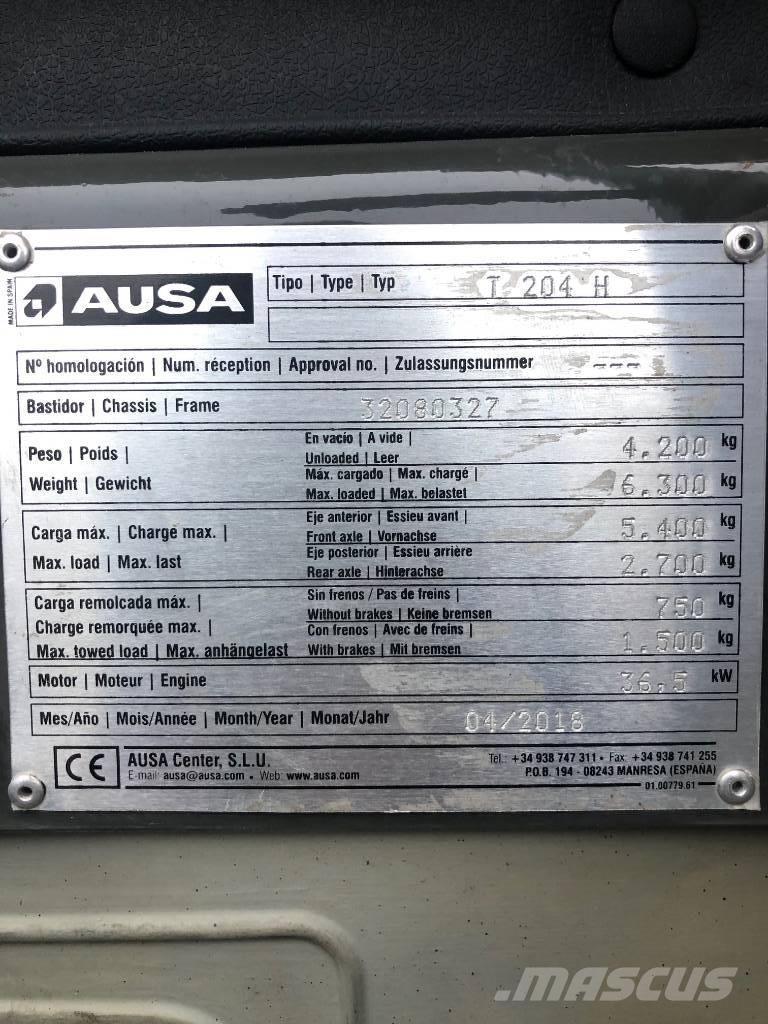 MADE IN SPAIN
AUSA
Tipo | Type | Typ T 204 H
Nº homologación | Num. réception | Approval no. | Zulassungsnummer ---
Bastidor | Chassis | Frame 32080327
Peso | Poids |
Weight | Gewicht
En vacío | A vide |
Unloaded | Leer
4.200 kg
Máx. cargado | Max. chargé |
Max. loaded | Max. belastet
6.300 kg
Carga máx. | Charge max. |
Max. load | Max. last
Eje anterior | Essieu avant |
Front axle | Vornachse
5.400 kg
Eje posterior | Essieu arrière
Rear axle | Hinterachse
2.700 kg
Carga remolcada máx. |
Charge remorquée max. |
Max. towed load | Max. anhängelast
Sin frenos / Pas de freins |
Without brakes | Keine bremsen
750 kg
Con frenos | Avec de freins |
With brakes | Mit bremsen
1.500 kg
Motor | Moteur | Engine 36,5 kW
Mes/Año | Mois/Année | Month/Year | Monat/Jahr 04/2018
CE
AUSA Center, S.L.U.
E-mail: ausa@ausa.com • Web: www.ausa.com
Tel.: +34 938 747 311 • Fax: +34 938 741 255
P.O.B. 194 - 08243 MANRESA (ESPAÑA)
01.00779.61
MASCUS